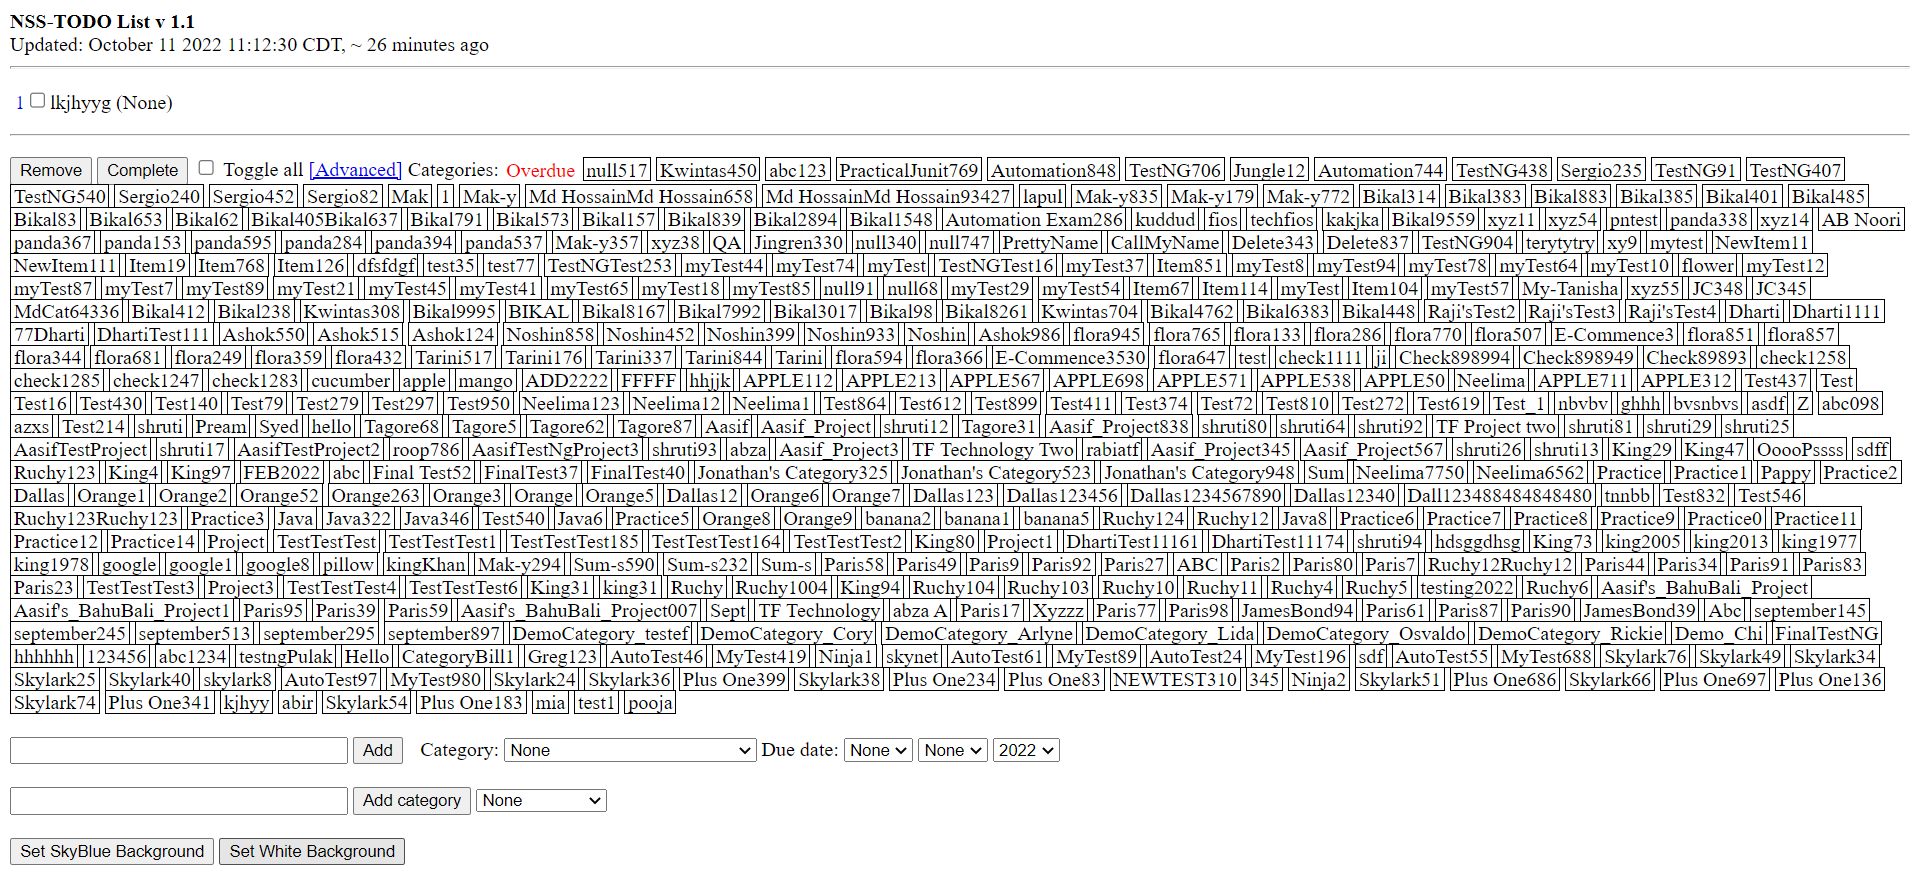 NSS-TODO List v 1.1
Updated: October 11 2022 11:12:30 CDT, ~ 26 minutes ago
1 lkjhyyg (None)
Remove Complete Toggle all [Advanced] Categories: Overdue null517 Kwintas450 abc123 PracticalJunit769 Automation848 TestNG706 Jungle12 Automation744 TestNG438 Sergio235 TestNG91 TestNG407
TestNG540 Sergio240 Sergio452 Sergio82 Mak 1 Mak-y Md HossainMd Hossain658 Md HossainMd Hossain93427 lapul Mak-y835 Mak-y179 Mak-y772 Bikal314 Bikal383 Bikal883 Bikal385 Bikal401 Bikal485
Bikal83 Bikal653 Bikal62 Bikal405Bikal637 Bikal791 Bikal573 Bikal157 Bikal839 Bikal2894 Bikal1548 Automation Exam286 kuddud fios techfios kakjka Bikal9559 xyz11 xyz54 pntest panda338 xyz14 AB Noori
panda367 panda153 panda595 panda284 panda394 panda537 Mak-y357 xyz38 QA Jingren330 null340 null747 PrettyName CallMyName Delete343 Delete837 TestNG904 terytytry xy9 mytest NewItem11
NewItem111 Item19 Item768 Item126 dfsfdgf test35 test77 TestNGTest253 myTest44 myTest74 myTest TestNGTest16 myTest37 Item851 myTest8 myTest94 myTest78 myTest64 myTest10 flower myTest12
myTest87 myTest7 myTest89 myTest21 myTest45 myTest41 myTest65 myTest18 myTest85 null91 null68 myTest29 myTest54 Item67 Item114 myTest Item104 myTest57 My-Tanisha xyz55 JC348 JC345
MdCat64336 Bikal412 Bikal238 Kwintas308 Bikal9995 BIKAL Bikal8167 Bikal7992 Bikal3017 Bikal98 Bikal8261 Kwintas704 Bikal4762 Bikal6383 Bikal448 Raji'sTest2 Raji'sTest3 Raji'sTest4 Dharti Dharti1111
77Dharti DhartiTest111 Ashok550 Ashok515 Ashok124 Noshin858 Noshin452 Noshin399 Noshin933 Noshin Ashok986 flora945 flora765 flora133 flora286 flora770 flora507 E-Commence3 flora851 flora857
flora344 flora681 flora249 flora359 flora432 Tarini517 Tarini176 Tarini337 Tarini844 Tarini flora594 flora366 E-Commence3530 flora647 test check1111 jj Check898994 Check898949 Check89893 check1258
check1285 check1247 check1283 cucumber apple mango ADD2222 FFFFF hhjjk APPLE112 APPLE213 APPLE567 APPLE698 APPLE571 APPLE538 APPLE50 Neelima APPLE711 APPLE312 Test437 Test
Test16 Test430 Test140 Test79 Test279 Test297 Test950 Neelima123 Neelima12 Neelima1 Test864 Test612 Test899 Test411 Test374 Test72 Test810 Test272 Test619 Test_1 nbvbv ghhh bvsnbvs asdf Z abc098
azxs Test214 shruti Pream Syed hello Tagore68 Tagore5 Tagore62 Tagore87 Aasif Aasif_Project shruti12 Tagore31 Aasif_Project838 shruti80 shruti64 shruti92 TF Project two shruti81 shruti29 shruti25
AasifTestProject shruti17 AasifTestProject2 roop786 AasifTestNgProject3 shruti93 abza Aasif_Project3 TF Technology Two rabiatf Aasif_Project345 Aasif_Project567 shruti26 shruti13 King29 King47 OoooPssss sdff
Ruchy123 King4 King97 FEB2022 abc Final Test52 FinalTest37 FinalTest40 Jonathan's Category325 Jonathan's Category523 Jonathan's Category948 Sum Neelima7750 Neelima6562 Practice Practice1 Pappy Practice2
Dallas Orange1 Orange2 Orange52 Orange263 Orange3 Orange Orange5 Dallas12 Orange6 Orange7 Dallas123 Dallas123456 Dallas1234567890 Dallas12340 Dall123488484848480 tnnbb Test832 Test546
Ruchy123Ruchy123 Practice3 Java Java322 Java346 Test540 Java6 Practice5 Orange8 Orange9 banana2 banana1 banana5 Ruchy124 Ruchy12 Java8 Practice6 Practice7 Practice8 Practice9 Practice0 Practice11
Practice12 Practice14 Project TestTestTest TestTestTest1 TestTestTest185 TestTestTest164 TestTestTest2 King80 Project1 DhartiTest11161 DhartiTest11174 shruti94 hdsggdhsg King73 king2005 king2013 king1977
king1978 google google1 google8 pillow kingKhan Mak-y294 Sum-s590 Sum-s232 Sum-s Paris58 Paris49 Paris9 Paris92 Paris27 ABC Paris2 Paris80 Paris7 Ruchy12Ruchy12 Paris44 Paris34 Paris91 Paris83
Paris23 TestTestTest3 Project3 TestTestTest4 TestTestTest6 King31 king31 Ruchy Ruchy1004 King94 Ruchy104 Ruchy103 Ruchy10 Ruchy11 Ruchy4 Ruchy5 testing2022 Ruchy6 Aasif's_BahuBali_Project
Aasif's_BahuBali_Project1 Paris95 Paris39 Paris59 Aasif's_BahuBali_Project007 Sept TF Technology abza A Paris17 Xyzzz Paris77 Paris98 JamesBond94 Paris61 Paris87 Paris90 JamesBond39 Abc september145
september245 september513 september295 september897 DemoCategory_testef DemoCategory_Cory DemoCategory_Arlyne DemoCategory_Lida DemoCategory_Osvaldo DemoCategory_Rickie Demo_Chi FinalTestNG
hhhhhh 123456 abc1234 testngPulak Hello CategoryBill1 Greg123 AutoTest46 MyTest419 Ninja1 skynet AutoTest61 MyTest89 AutoTest24 MyTest196 sdf AutoTest55 MyTest688 Skylark76 Skylark49 Skylark34
Skylark25 Skylark40 skylark8 AutoTest97 MyTest980 Skylark24 Skylark36 Plus One399 Skylark38 Plus One234 Plus One83 NEWTEST310 345 Ninja2 Skylark51 Plus One686 Skylark66 Plus One697 Plus One136
Skylark74 Plus One341 kjhyy abir Skylark54 Plus One183 mia test1 pooja
Add Category: None Due date: None None 2022
Add category None
Set SkyBlue Background Set White Background